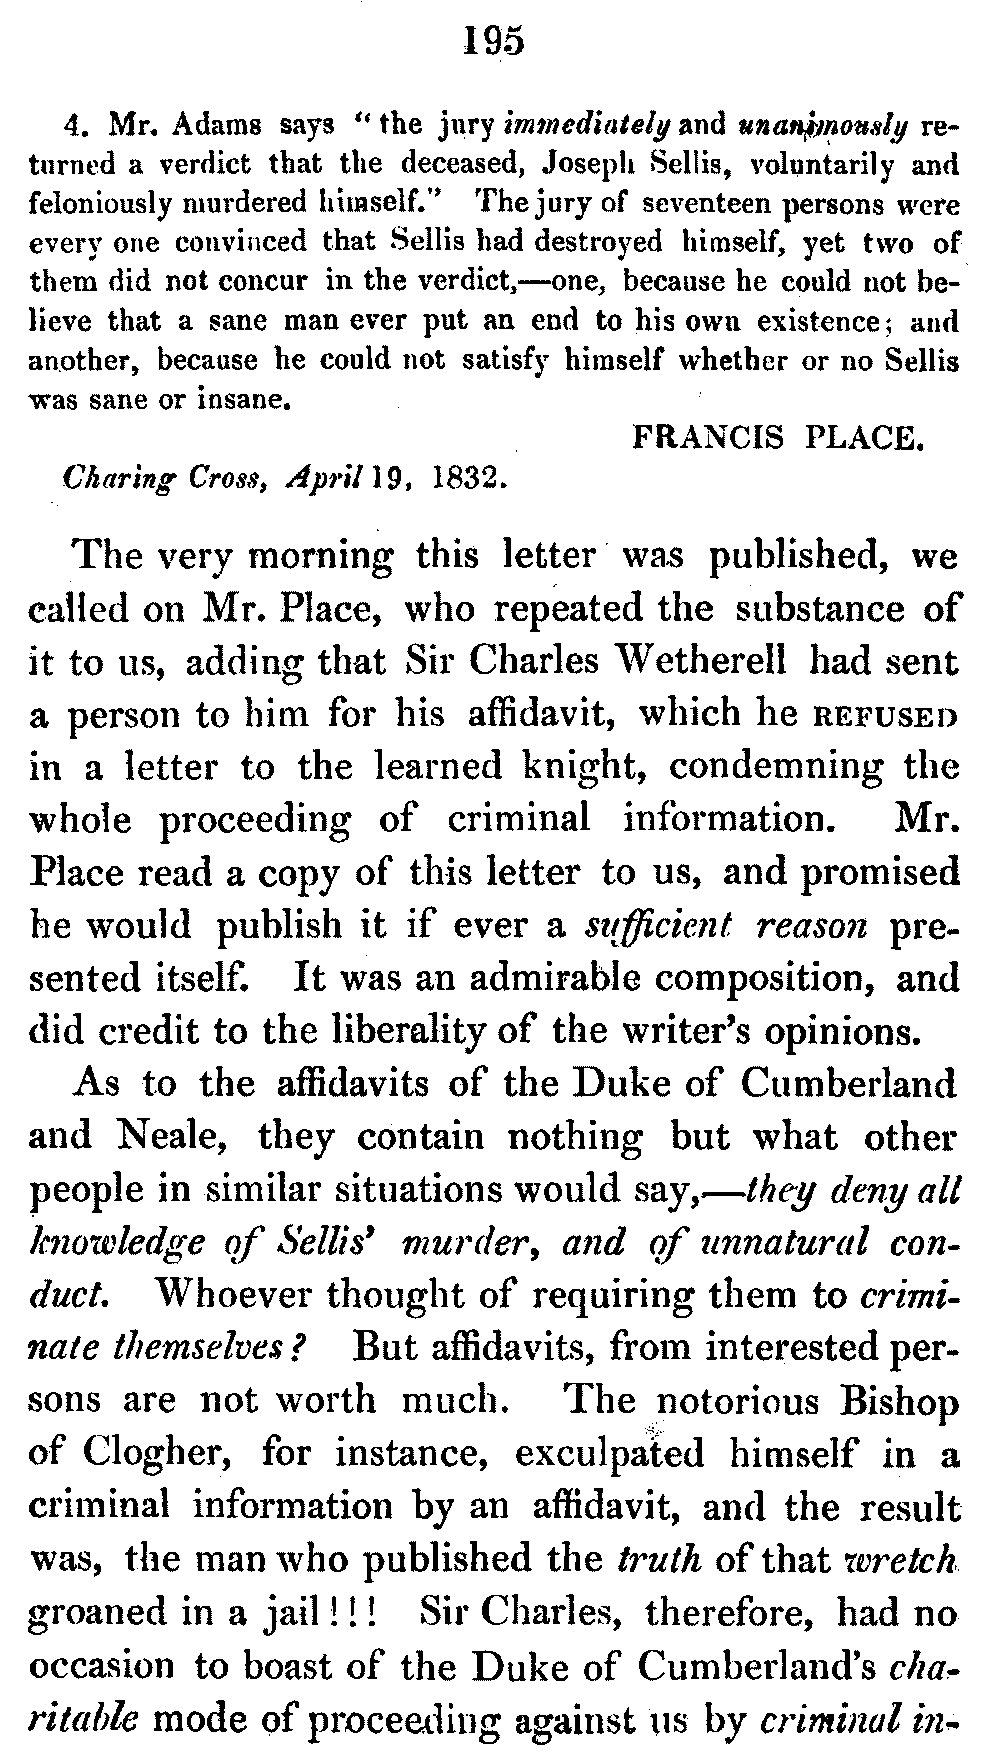 195
4. Mr. Adams says “the jury immediately and unanimously re-
turned a verdict that the deceased, Joseph Sellis, voluntarily and
feloniously murdered himself.” The jury of seventeen persons were
every one convinced that Sellis had destroyed himself, yet two of
them did not concur in the verdict,—one, because he could not be-
lieve that a sane man ever put an end to his own existence; and
another, because he could not satisfy himself whether or no Sellis
was sane or insane.
FRANCIS PLACE.
Charing Cross, April 19, 1832.
The very morning this letter was published, we
called on Mr. Place, who repeated the substance of
it to us, adding that Sir Charles Wetherell had sent
a person to him for his affidavit, which he REFUSED
in a letter to the learned knight, condemning the
whole proceeding of criminal information. Mr.
Place read a copy of this letter to us, and promised
he would publish it if ever a sufficient reason pre-
sented itself. It was an admirable composition, and
did credit to the liberality of the writer’s opinions.
As to the affidavits of the Duke of Cumberland
and Neale, they contain nothing but what other
people in similar situations would say,—they deny all
knowledge of Sellis’ murder, and of unnatural con-
duct. Whoever thought of requiring them to crimi-
nate themselves? But affidavits, from interested per-
sons are not worth much. The notorious Bishop
of Clogher, for instance, exculpated himself in a
criminal information by an affidavit, and the result
was, the man who published the truth of that wretch
groaned in a jail!!! Sir Charles, therefore, had no
occasion to boast of the Duke of Cumberland’s cha-
ritable mode of proceeding against us by criminal in-